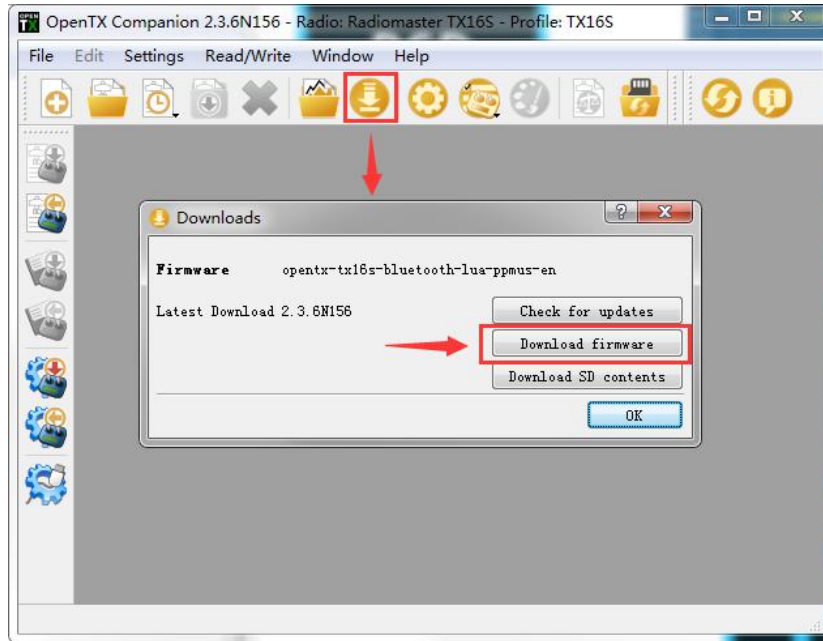 OPEN
TX
OpenTX Companion 2.3.6N156 - Radio: Radiomaster TX16S - Profile: TX16S
File Edit Settings Read/Write Window Help
Downloads
Firmware opentx-tx16s-bluetooth-lua-ppmus-en
Latest Download 2.3.6N156 Check for updates
Download firmware
Download SD contents
OK